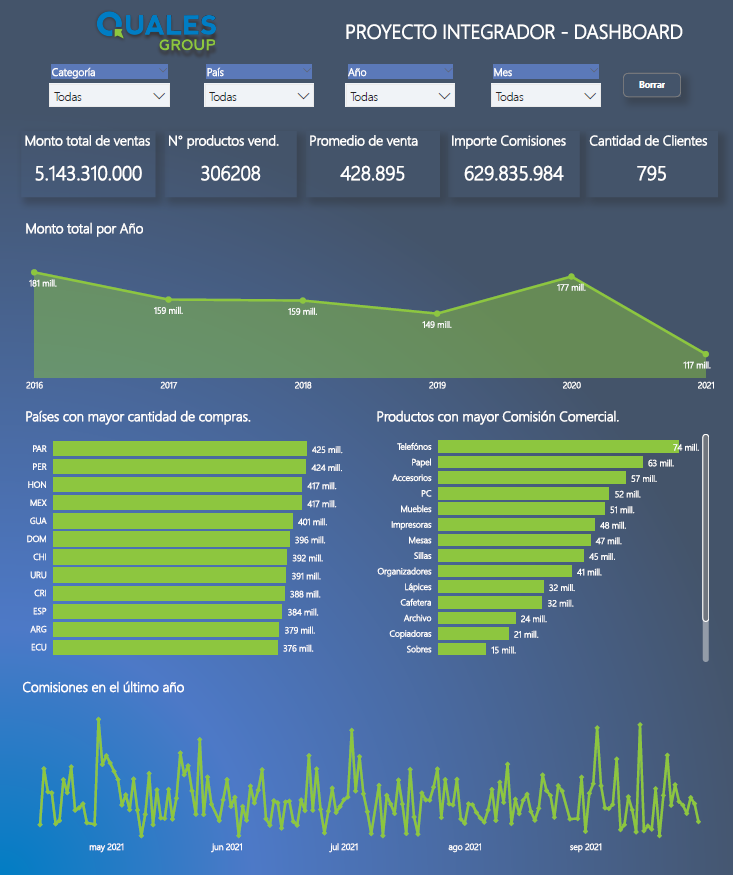 QUALES
GROUP
PROYECTO INTEGRADOR - DASHBOARD
Categoría
País
Año
Mes
Todas
Todas
Todas
Todas
Borrar
Monto total de ventas
N° productos vend.
Promedio de venta
Importe Comisiones
Cantidad de Clientes
5.143.310.000
306208
428.895
629.835.984
795
Monto total por Año
181 mill.
159 mill.
159 mill.
149 mill.
177 mill.
117 mill.
2016
2017
2018
2019
2020
2021
Países con mayor cantidad de compras.
PAR 425 mill.
PER 424 mill.
HON 417 mill.
MEX 417 mill.
GUA 401 mill.
DOM 396 mill.
CHI 392 mill.
URU 391 mill.
CRI 388 mill.
ESP 384 mill.
ARG 379 mill.
ECU 376 mill.
Productos con mayor Comisión Comercial.
Telefónos 74 mill.
Papel 63 mill.
Accesorios 57 mill.
PC 52 mill.
Muebles 51 mill.
Impresoras 48 mill.
Mesas 47 mill.
Sillas 45 mill.
Organizadores 41 mill.
Lápices 32 mill.
Cafetera 32 mill.
Archivo 24 mill.
Copiadoras 21 mill.
Sobres 15 mill.
Comisiones en el último año
may 2021
jun 2021
jul 2021
ago 2021
sep 2021